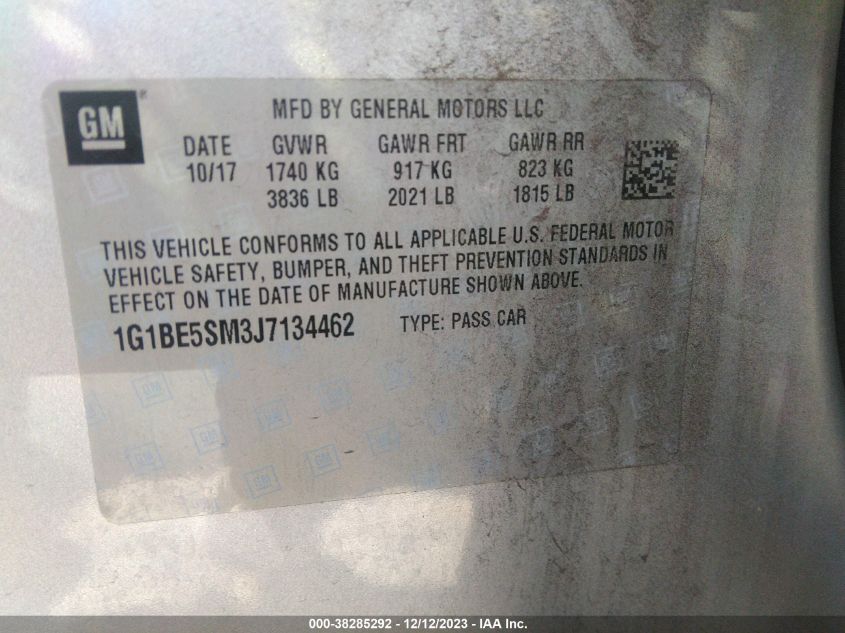 GM ®
MFD BY GENERAL MOTORS LLC
DATE GVWR GAWR FRT GAWR RR
10/17 1740 KG 917 KG 823 KG
3836 LB 2021 LB 1815 LB
THIS VEHICLE CONFORMS TO ALL APPLICABLE U.S. FEDERAL MOTOR
VEHICLE SAFETY, BUMPER, AND THEFT PREVENTION STANDARDS IN
EFFECT ON THE DATE OF MANUFACTURE SHOWN ABOVE.
1G1BE5SM3J7134462 TYPE: PASS CAR
000-38285292 - 12/12/2023 - IAA Inc.